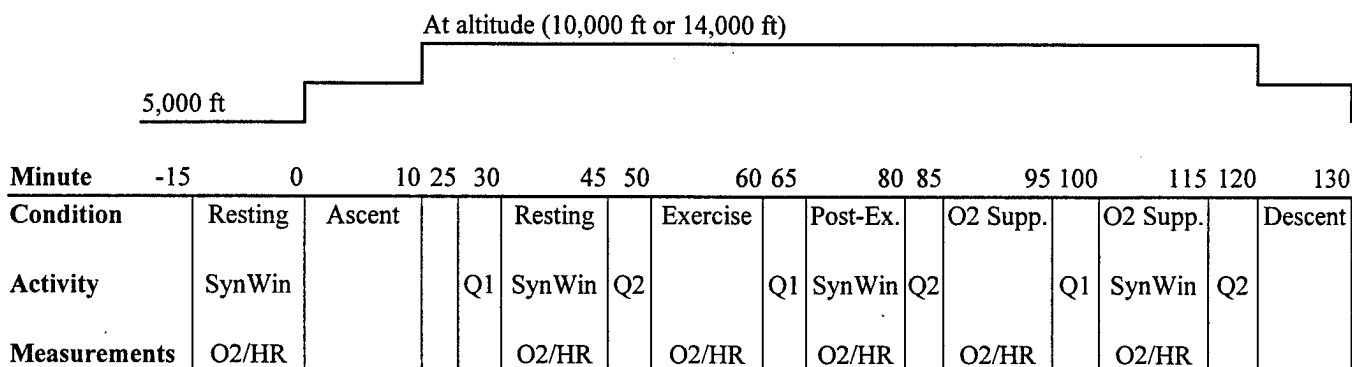 At altitude (10,000 ft or 14,000 ft)
5,000 ft
Minute -15 0 10 25 30 45 50 60 65 80 85 95 100 115 120 130
Condition Resting Ascent Resting Exercise Post-Ex. O2 Supp. O2 Supp. Descent
Activity SynWin Q1 SynWin Q2 Q1 SynWin Q2 Q1 SynWin Q2
Measurements O2/HR O2/HR O2/HR O2/HR O2/HR O2/HR